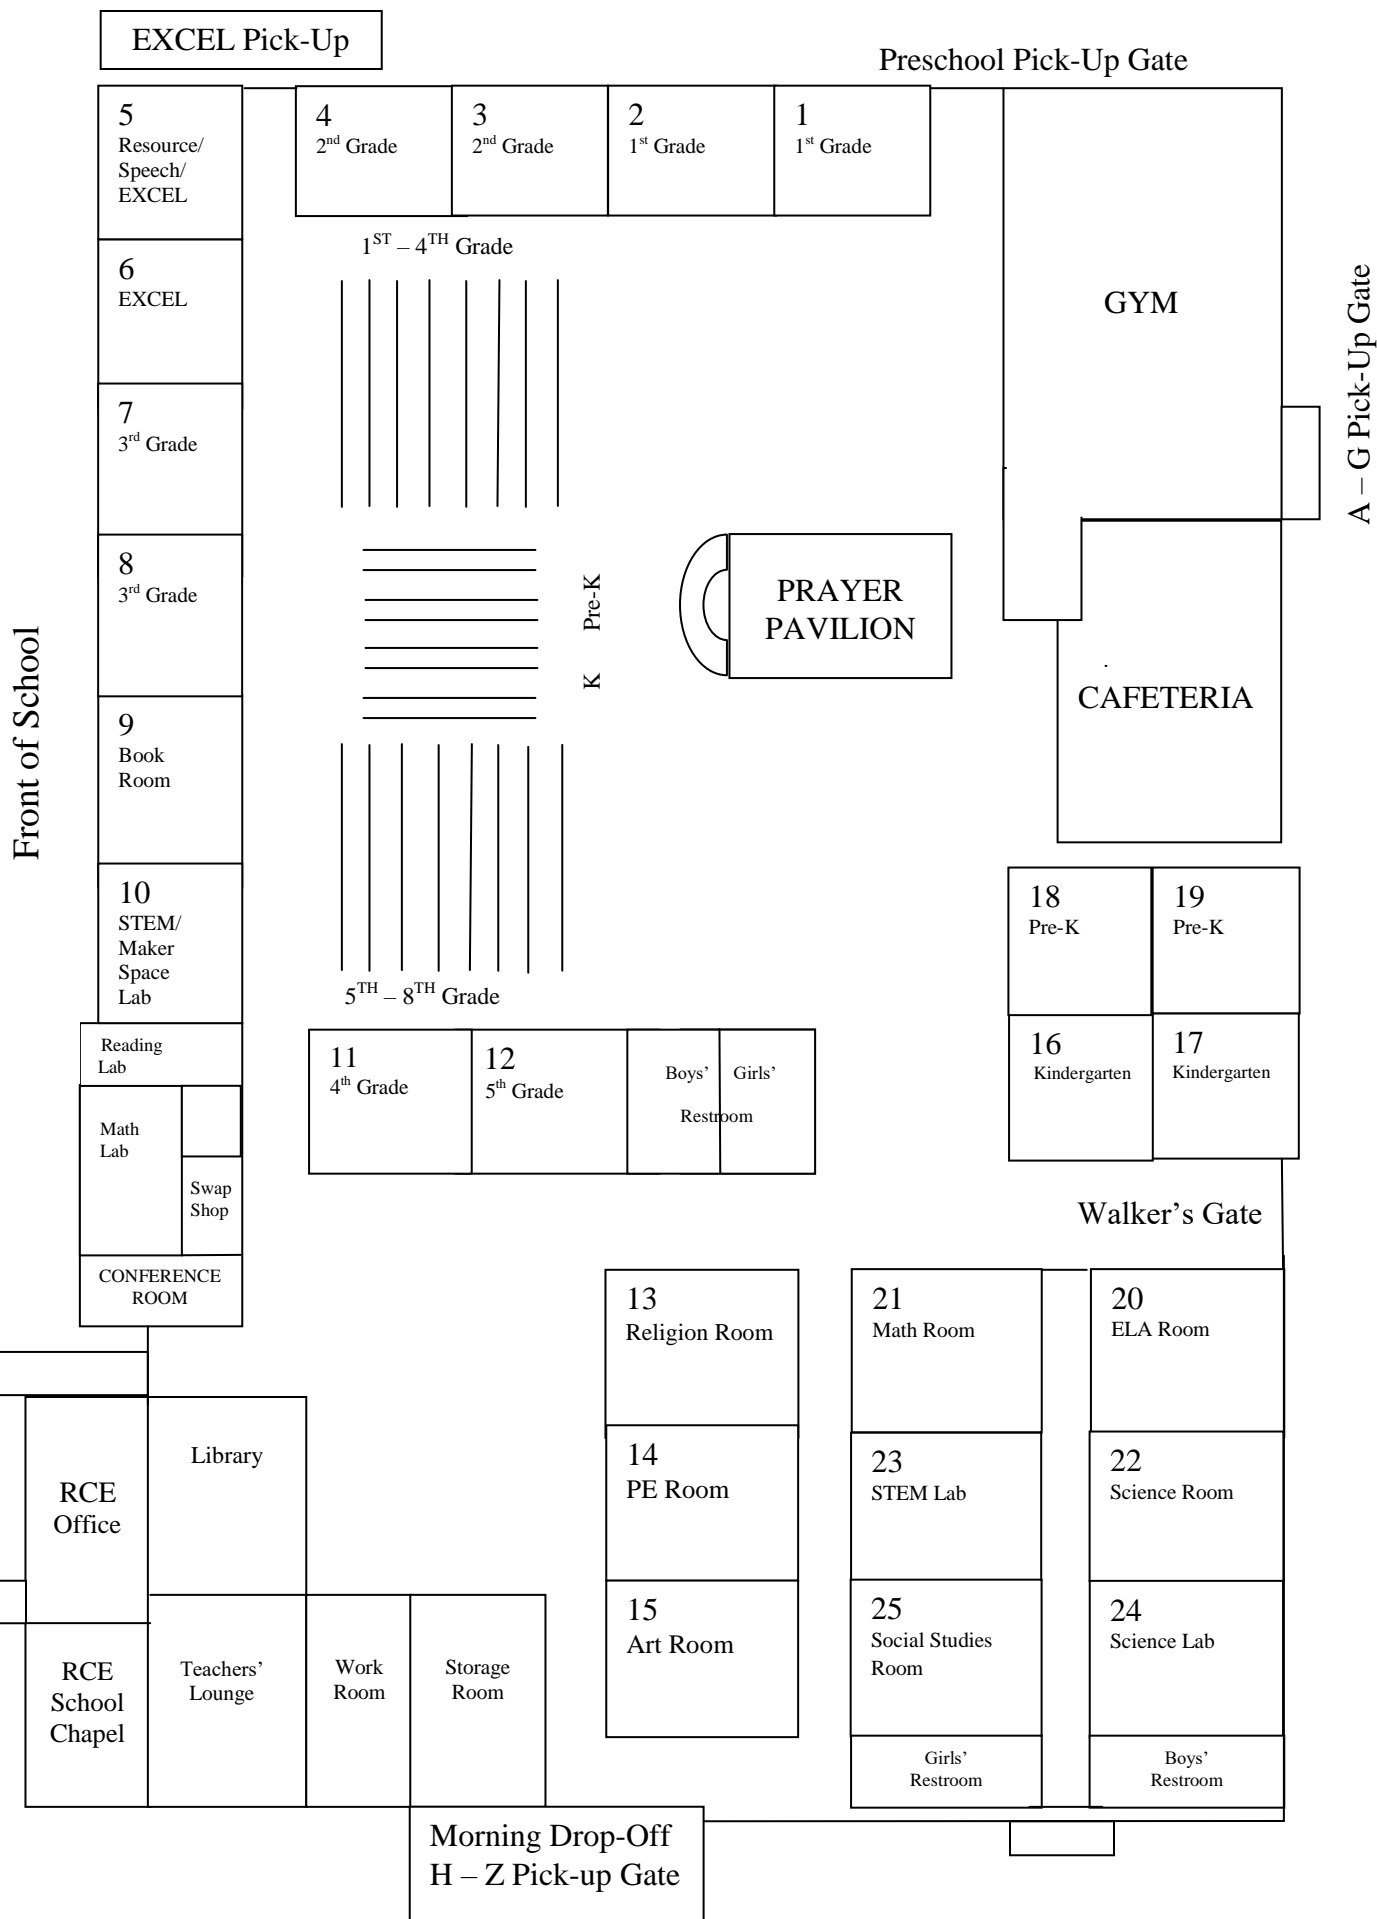 EXCEL Pick-Up
Preschool Pick-Up Gate
5
Resource/
Speech/
EXCEL
4
2nd Grade
3
2nd Grade
2
1st Grade
1
1st Grade
1ST – 4TH Grade
6
EXCEL
GYM
A – G Pick-Up Gate
7
3rd Grade
8
3rd Grade
Pre-K
K
PRAYER
PAVILION
CAFETERIA
Front of School
9
Book
Room
10
STEM/
Maker
Space
Lab
5TH – 8TH Grade
18
Pre-K
19
Pre-K
Reading
Lab
11
4th Grade
12
5th Grade
Boys' Girls'
Restroom
16
Kindergarten
17
Kindergarten
Math
Lab
Swap
Shop
Walker's Gate
CONFERENCE
ROOM
13
Religion Room
21
Math Room
20
ELA Room
Library
RCE
Office
14
PE Room
23
STEM Lab
22
Science Room
15
Art Room
25
Social Studies
Room
24
Science Lab
RCE
School
Chapel
Teachers'
Lounge
Work
Room
Storage
Room
Girls'
Restroom
Boys'
Restroom
Morning Drop-Off
H – Z Pick-up Gate